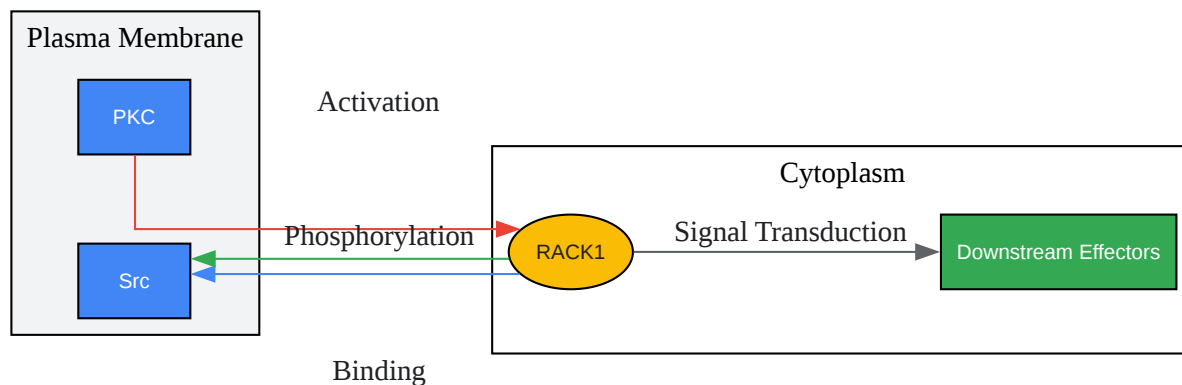 Plasma Membrane
PKC
Activation
Cytoplasm
Phosphorylation
Signal Transduction
RACK1
Downstream Effectors
Src
Binding